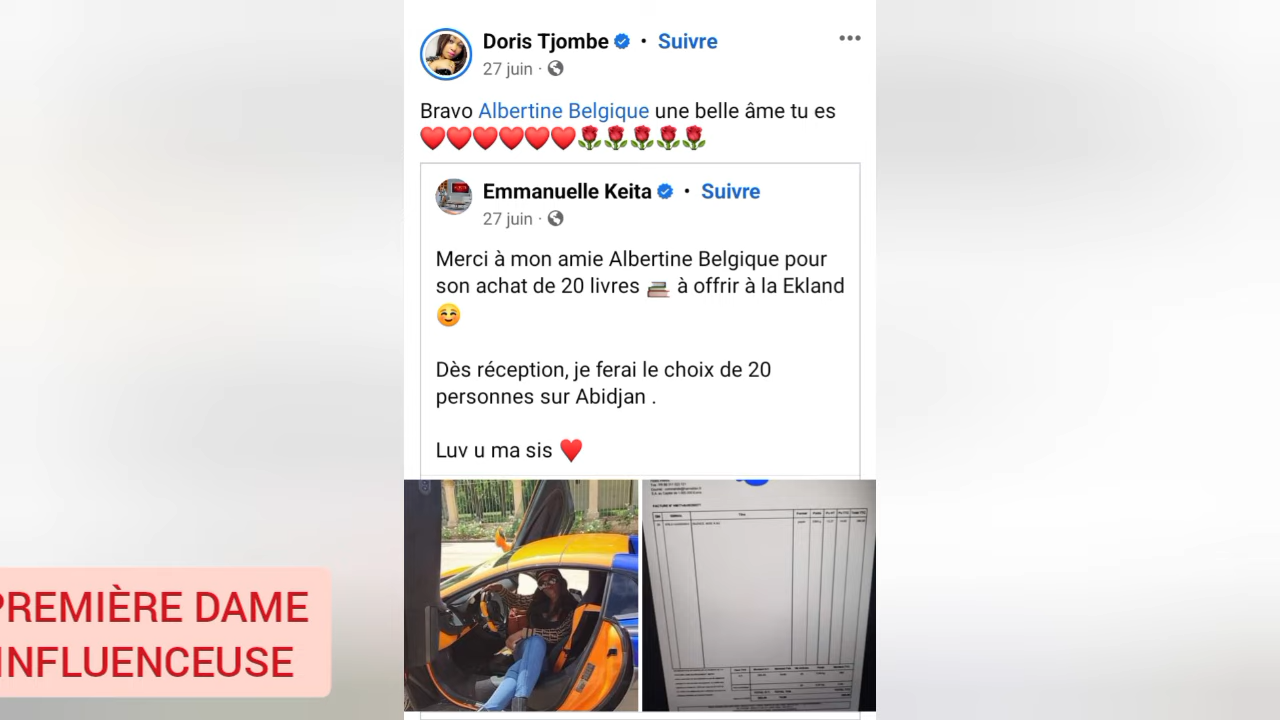 Doris Tjombe · Suivre
27 juin ·
Bravo Albertine Belgique une belle âme tu es
❤️❤️❤️❤️❤️❤️🌹🌹🌹🌹🌹
Emmanuelle Keita · Suivre
27 juin ·
Merci à mon amie Albertine Belgique pour
son achat de 20 livres 📚 à offrir à la Ekland
☺️
Dès réception, je ferai le choix de 20
personnes sur Abidjan .
Luv u ma sis ❤️
PREMIÈRE DAME
INFLUENCEUSE